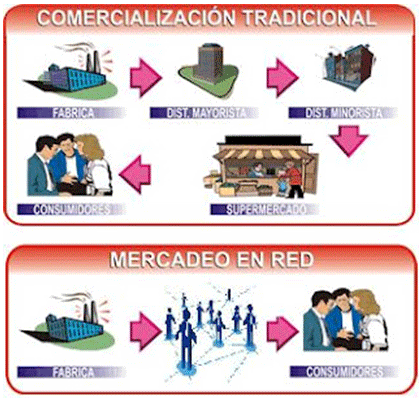 COMERCIALIZACIÓN TRADICIONAL
FABRICA
DIST. MAYORISTA
DIST. MINORISTA
CONSUMIDORES
SUPERMERCADO
MERCADEO EN RED
FABRICA
CONSUMIDORES